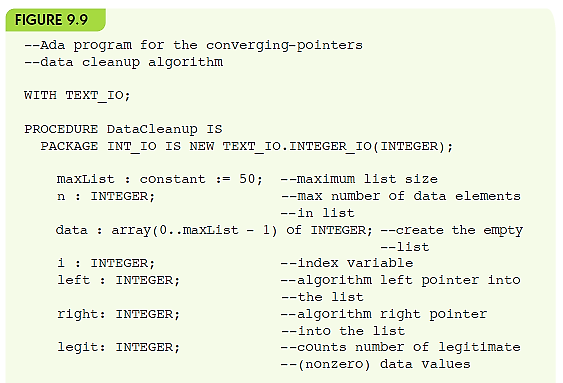 FIGURE 9.9
--Ada program for the converging-pointers
--data cleanup algorithm
WITH TEXT_IO;
PROCEDURE DataCleanup IS
PACKAGE INT_IO IS NEW TEXT_IO.INTEGER_IO(INTEGER);
maxList : constant := 50; --maximum list size
n : INTEGER; --max number of data elements
--in list
data : array(0..maxList - 1) of INTEGER; --create the empty
--list
i : INTEGER; --index variable
left : INTEGER; --algorithm left pointer into
--the list
right: INTEGER; --algorithm right pointer
--into the list
legit: INTEGER; --counts number of legitimate
--(nonzero) data values